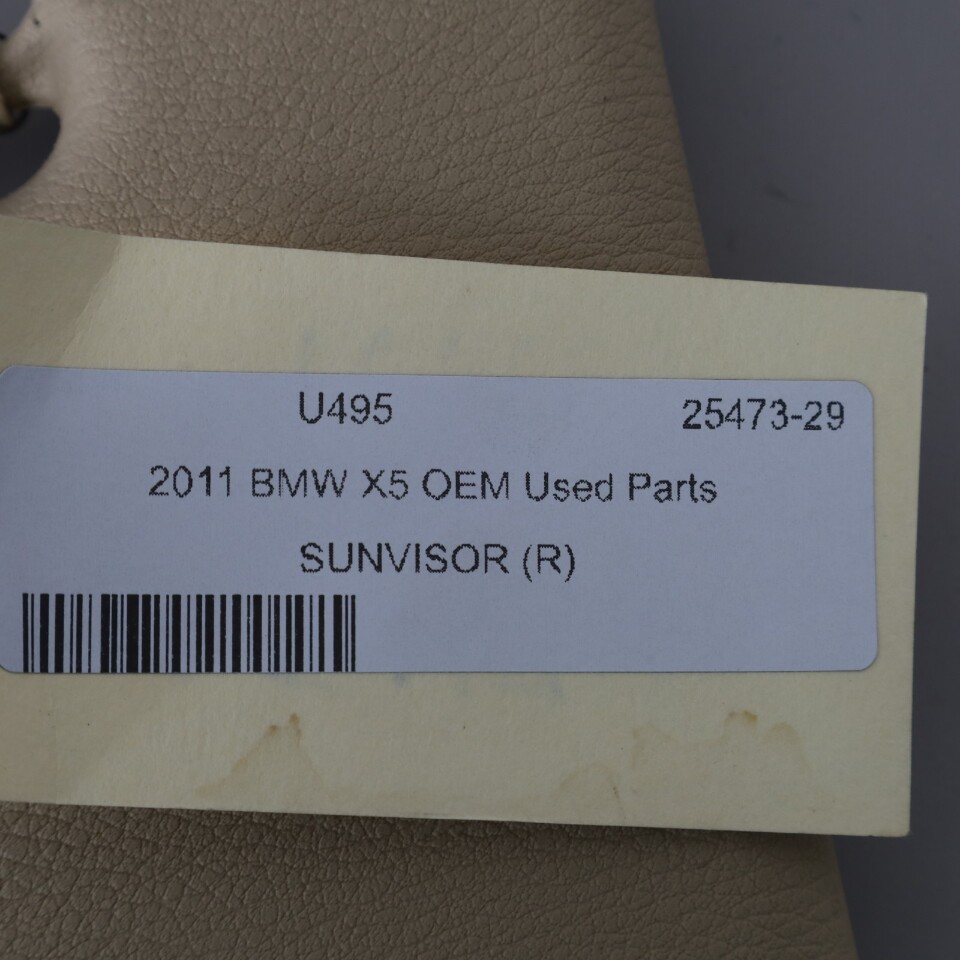 U495 25473-29
2011 BMW X5 OEM Used Parts
SUNVISOR (R)